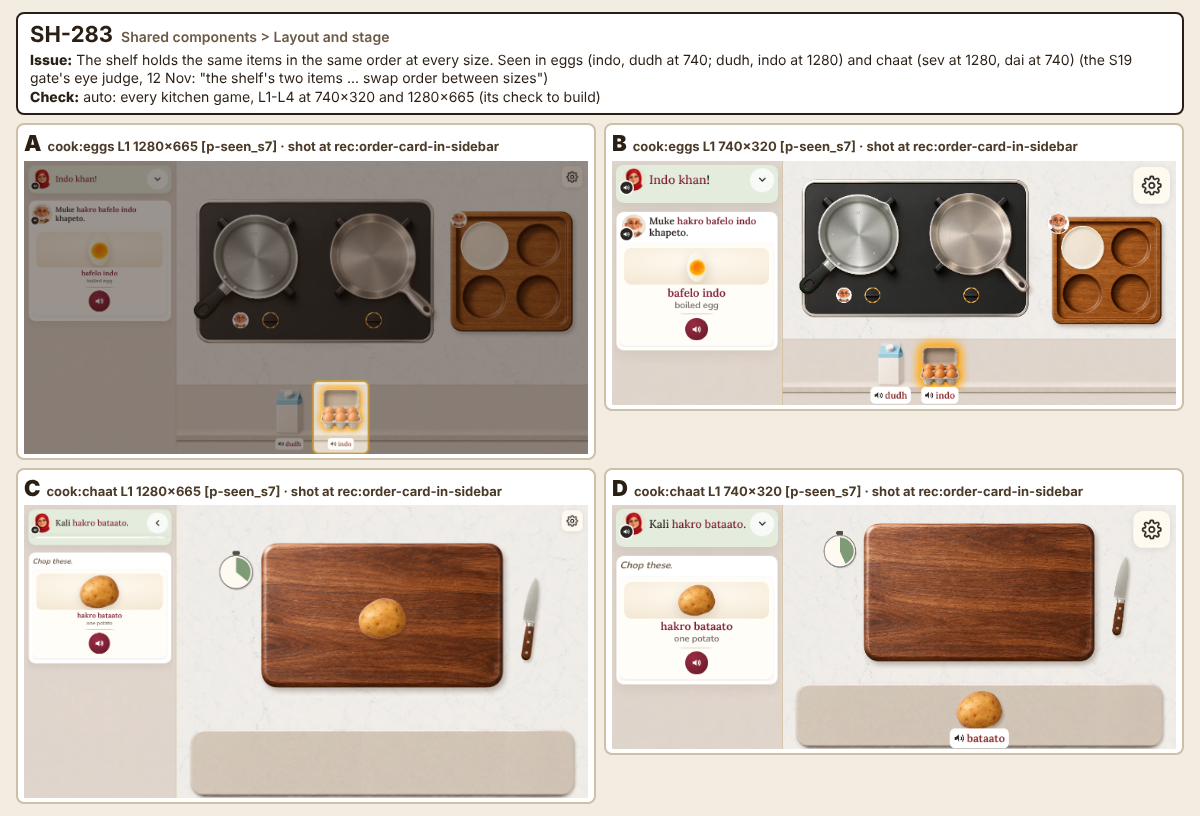 SH-283 Shared components > Layout and stage
Issue: The shelf holds the same items in the same order at every size. Seen in eggs (indo, dudh at 740; dudh, indo at 1280) and chaat (sev at 1280, dai at 740) (the S19
gate's eye judge, 12 Nov: "the shelf's two items ... swap order between sizes")
Check: auto: every kitchen game, L1-L4 at 740×320 and 1280×665 (its check to build)
A cook:eggs L1 1280×665 [p-seen_s7] · shot at rec:order-card-in-sidebar
Indo khan!
Muke hakro bafelo indo
khapeto.
bafelo indo
boiled egg
dudh
indo
B cook:eggs L1 740×320 [p-seen_s7] · shot at rec:order-card-in-sidebar
Indo khan!
Muke hakro bafelo indo
khapeto.
bafelo indo
boiled egg
dudh
indo
C cook:chaat L1 1280×665 [p-seen_s7] · shot at rec:order-card-in-sidebar
Kali hakro bataato.
Chop these.
hakro bataato
one potato
D cook:chaat L1 740×320 [p-seen_s7] · shot at rec:order-card-in-sidebar
Kali hakro bataato.
Chop these.
hakro bataato
one potato
bataato